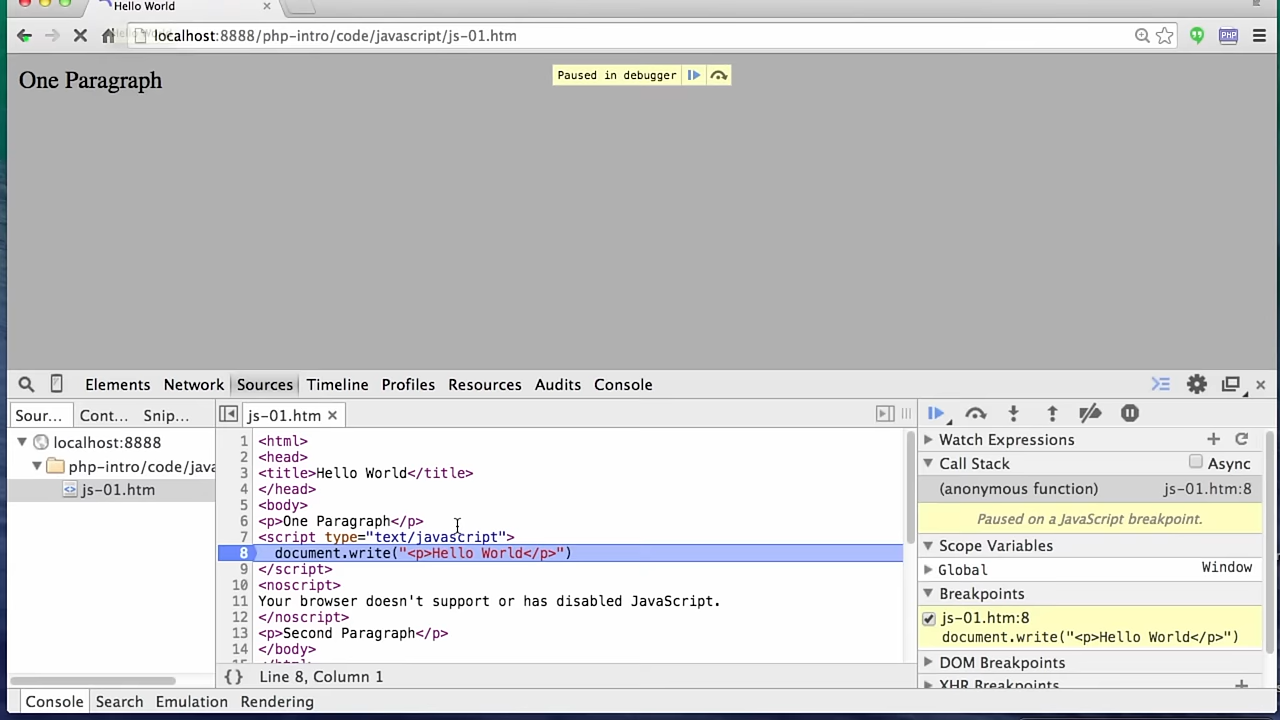 Hello World
localhost:8888/php-intro/code/javascript/js-01.htm
PHP
One Paragraph
Paused in debugger
Elements Network Sources Timeline Profiles Resources Audits Console
Sour... Cont... Snip...
js-01.htm
localhost:8888
php-intro/code/java
js-01.htm
1 <html>
2 <head>
3 <title>Hello World</title>
4 </head>
5 <body>
6 <p>One Paragraph</p>
7 <script type="text/javascript">
8 document.write("<p>Hello World</p>")
9 </script>
10 <noscript>
11 Your browser doesn't support or has disabled JavaScript.
12 </noscript>
13 <p>Second Paragraph</p>
14 </body>
15 </html>
{} Line 8, Column 1
Watch Expressions
Call Stack Async
(anonymous function) js-01.htm:8
Paused on a JavaScript breakpoint.
Scope Variables
Global Window
Breakpoints
js-01.htm:8
document.write("<p>Hello World</p>")
DOM Breakpoints
XHR Breakpoints
Console Search Emulation Rendering